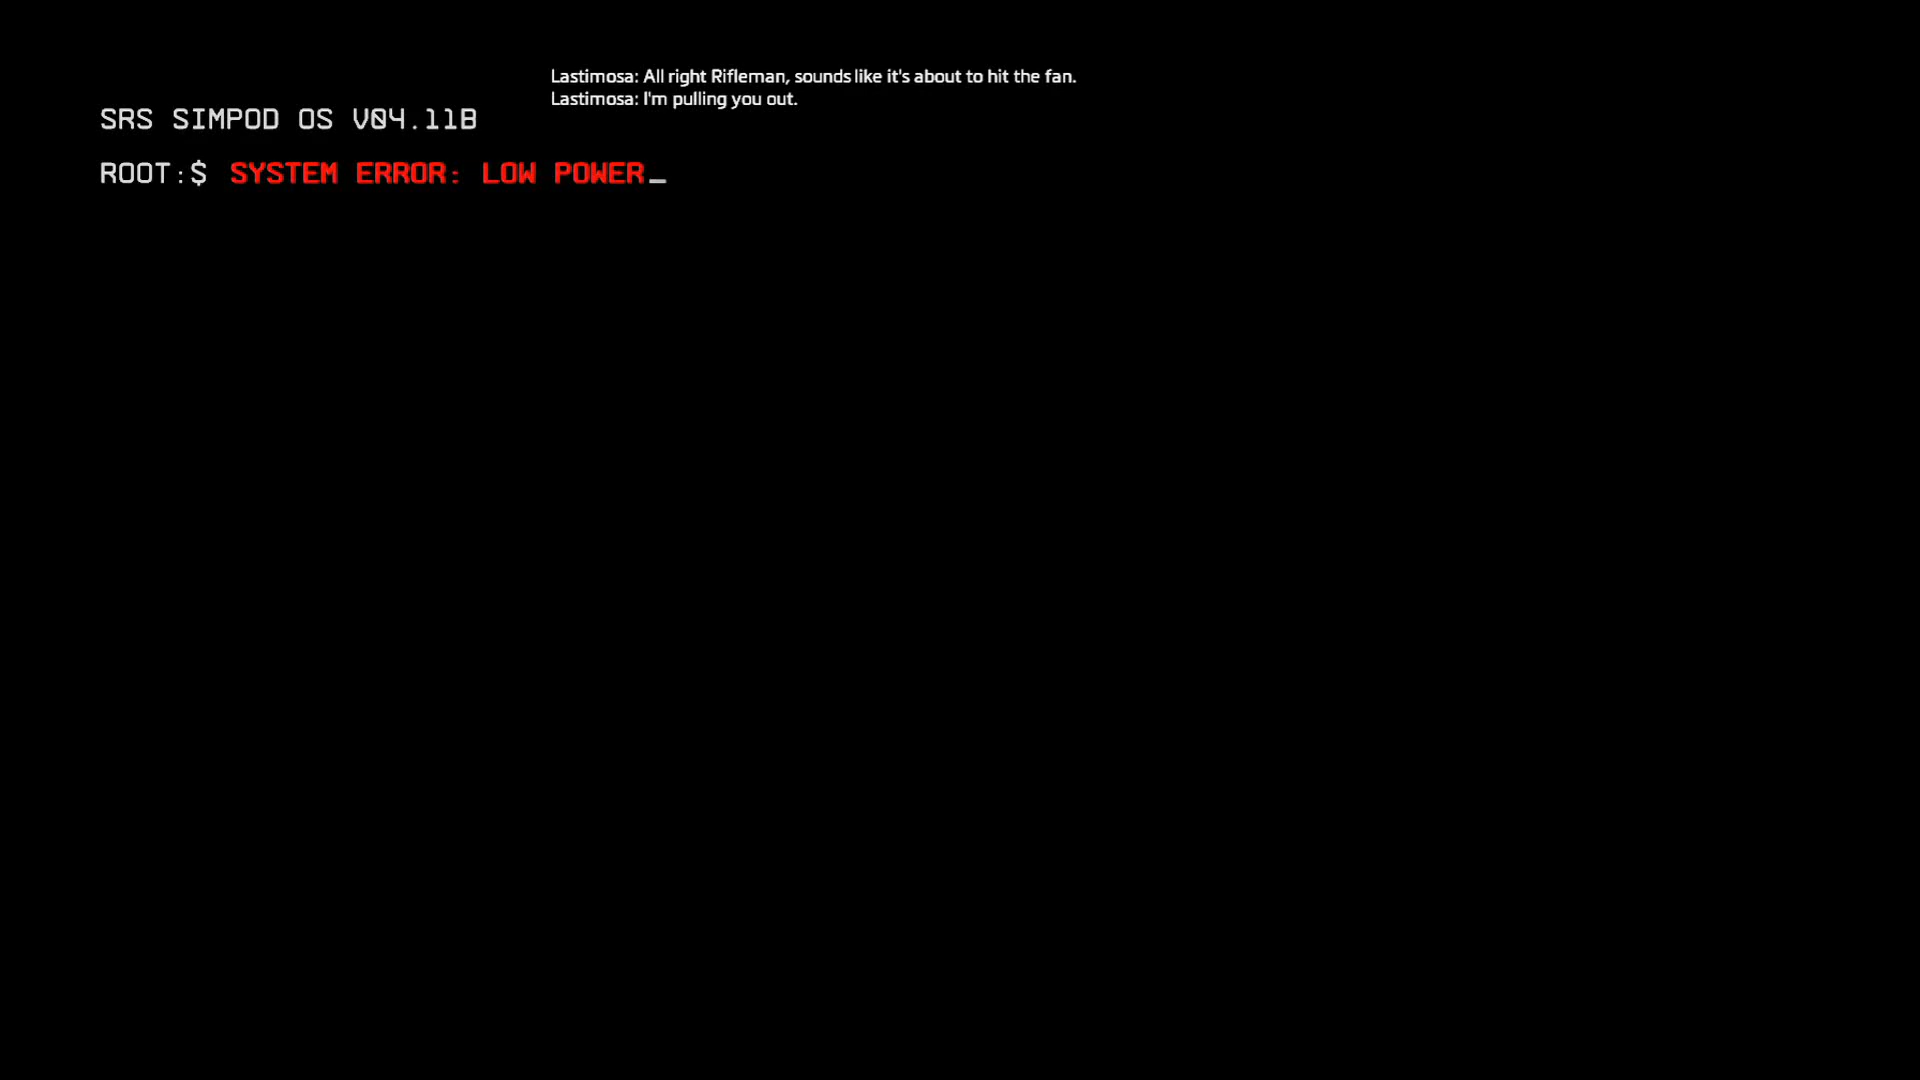 Lastimosa: All right Rifleman, sounds like it's about to hit the fan.
Lastimosa: I'm pulling you out.
SRS SIMPOD OS V04.11B
ROOT:$ SYSTEM ERROR: LOW POWER_